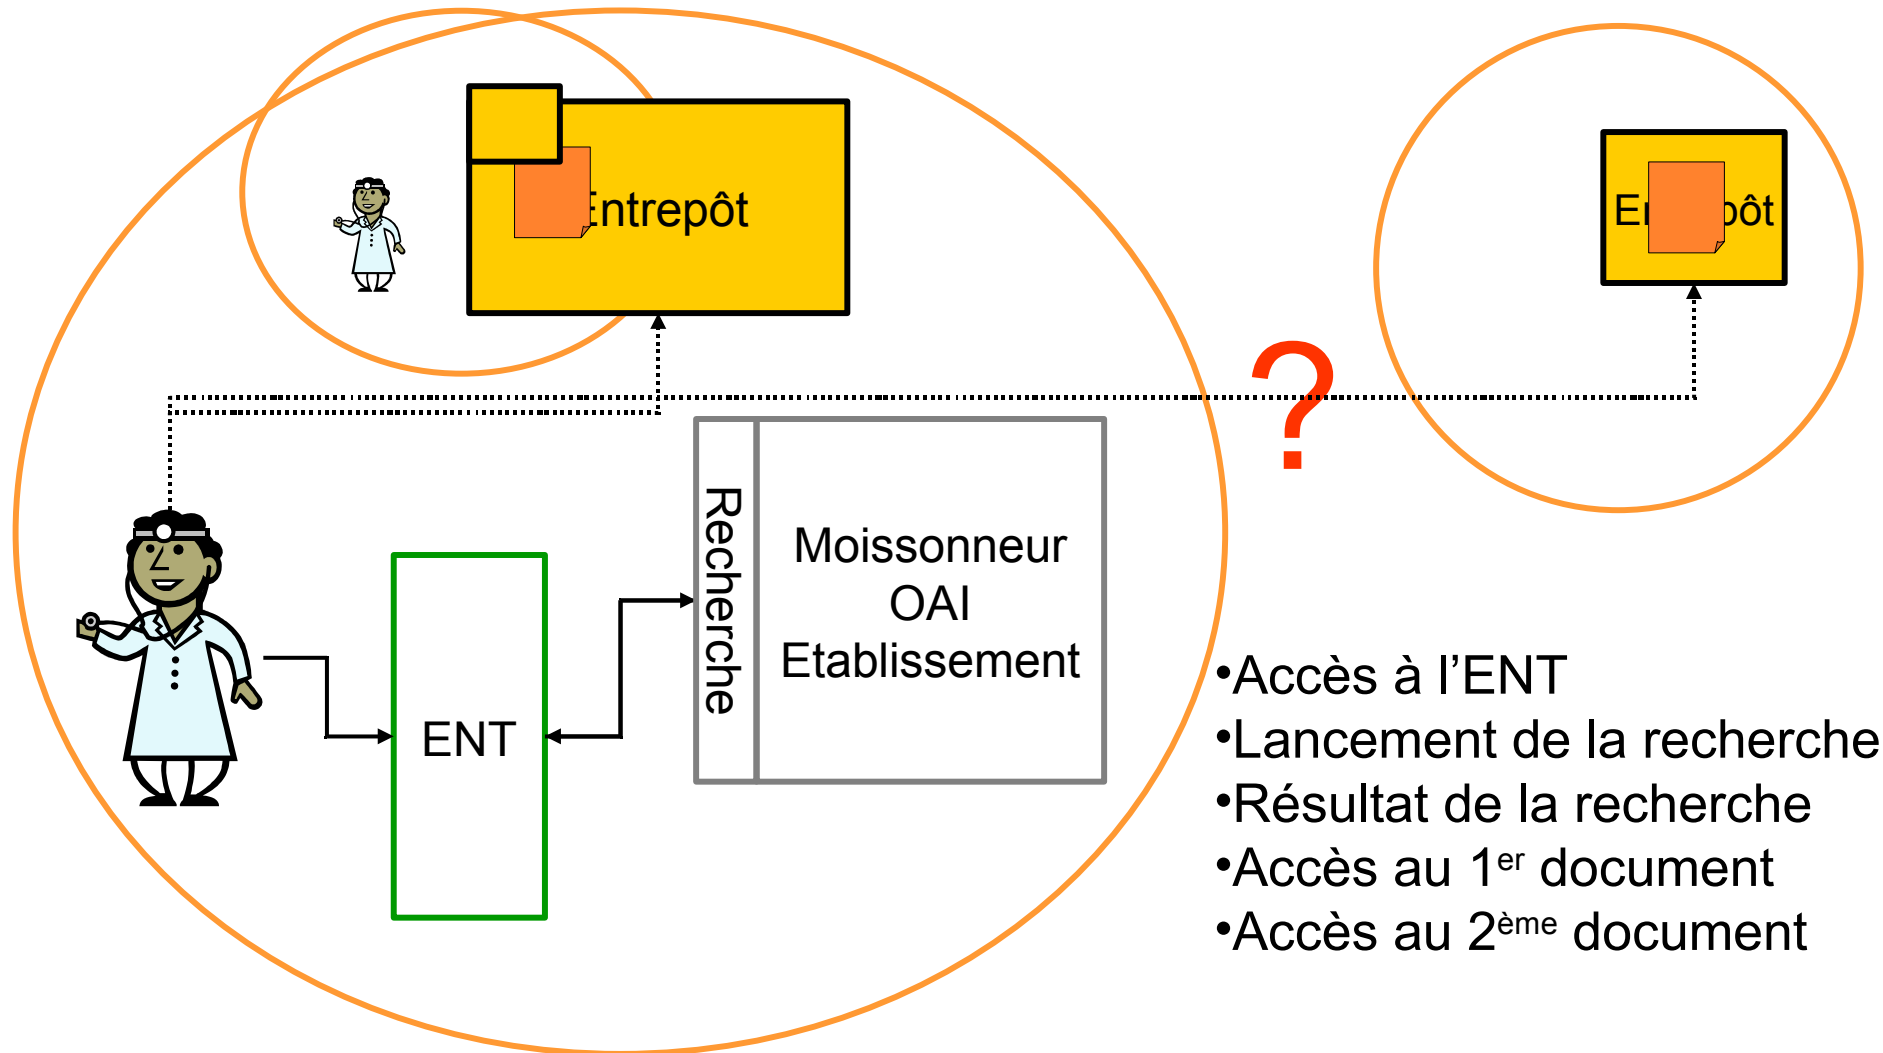 Entrepôt
?
Recherche
Moissonneur
OAI
Etablissement
ENT
•Accès à l’ENT
•Lancement de la recherche
•Résultat de la recherche
•Accès au 1er document
•Accès au 2ème document